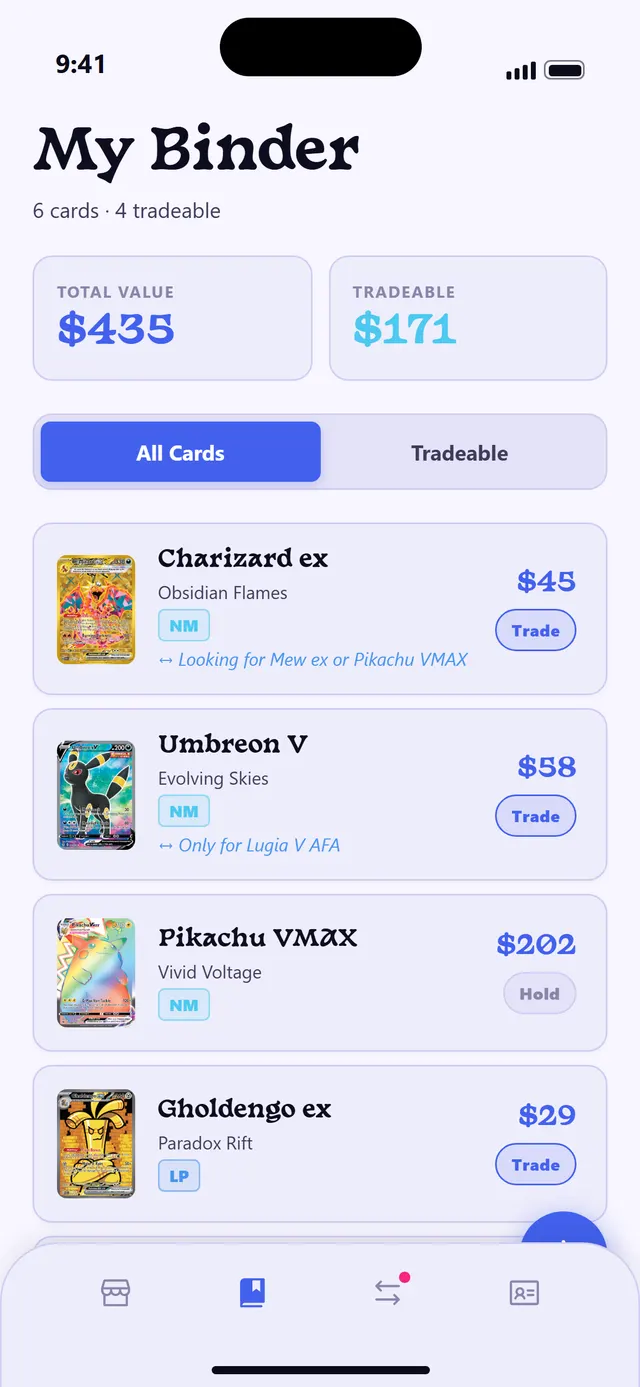 9:41
My Binder
6 cards · 4 tradeable
TOTAL VALUE
$435
TRADEABLE
$171
All Cards
Tradeable
Charizard ex
Obsidian Flames
NM
↔ Looking for Mew ex or Pikachu VMAX
$45
Trade
Umbreon V
Evolving Skies
NM
↔ Only for Lugia V AFA
$58
Trade
Pikachu VMAX
Vivid Voltage
NM
$202
Hold
Gholdengo ex
Paradox Rift
LP
$29
Trade